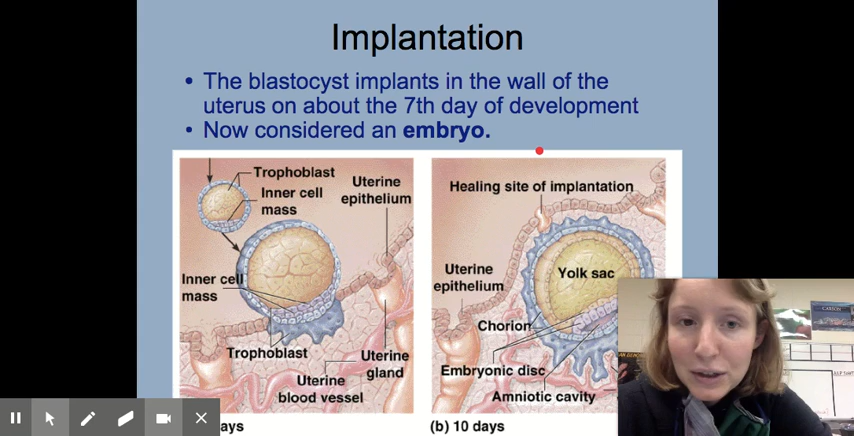 Implantation
• The blastocyst implants in the wall of the
uterus on about the 7th day of development
• Now considered an embryo.
Trophoblast
Inner cell
mass
Uterine
epithelium
Inner cell
mass
Trophoblast
Uterine
gland
Uterine
blood vessel
ays
Healing site of implantation
Yolk sac
Uterine
epithelium
Chorion
Embryonic disc
Amniotic cavity
(b) 10 days
CARSON